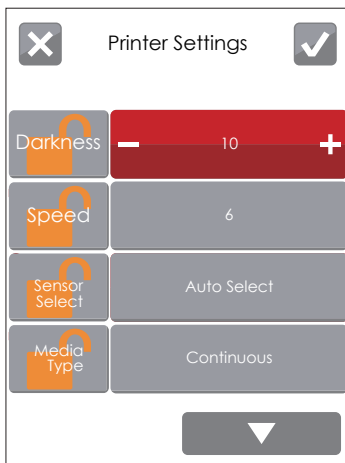 Printer Settings
Darkness
− 10 +
Speed
6
Sensor
Select
Auto Select
Media
Type
Continuous